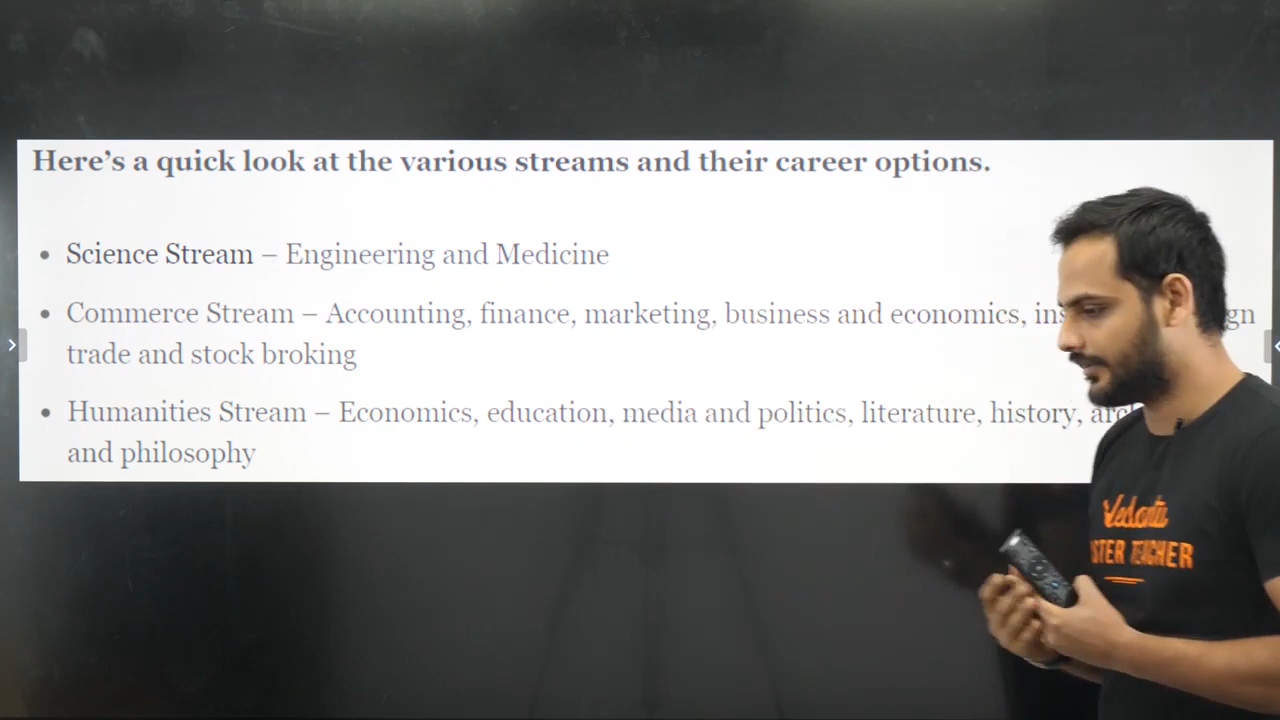 Here’s a quick look at the various streams and their career options.
Science Stream – Engineering and Medicine
Commerce Stream – Accounting, finance, marketing, business and economics,
trade and stock broking
Humanities Stream – Economics, education, media and politics, literature, history,
and philosophy
Vedantu
TEACHER